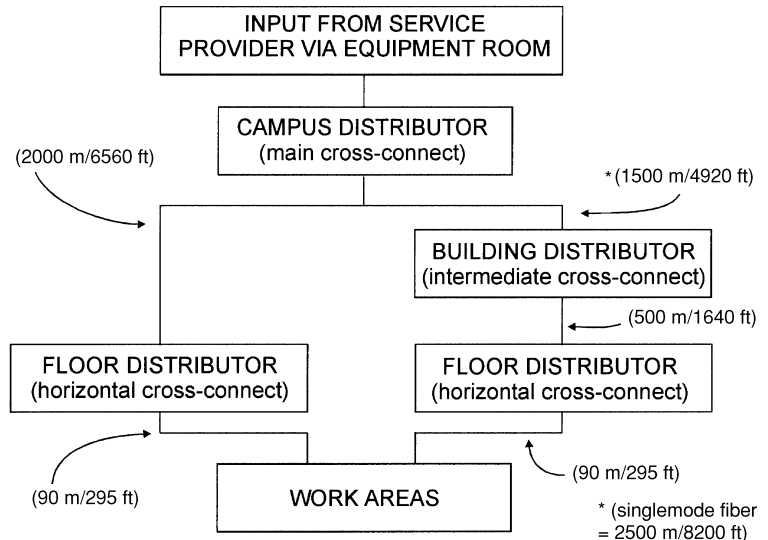 INPUT FROM SERVICE
PROVIDER VIA EQUIPMENT ROOM
CAMPUS DISTRIBUTOR
(main cross-connect)
(2000 m/6560 ft)
* (1500 m/4920 ft)
BUILDING DISTRIBUTOR
(intermediate cross-connect)
(500 m/1640 ft)
FLOOR DISTRIBUTOR
(horizontal cross-connect)
FLOOR DISTRIBUTOR
(horizontal cross-connect)
(90 m/295 ft)
(90 m/295 ft)
WORK AREAS
* (singlemode fiber
= 2500 m/8200 ft)